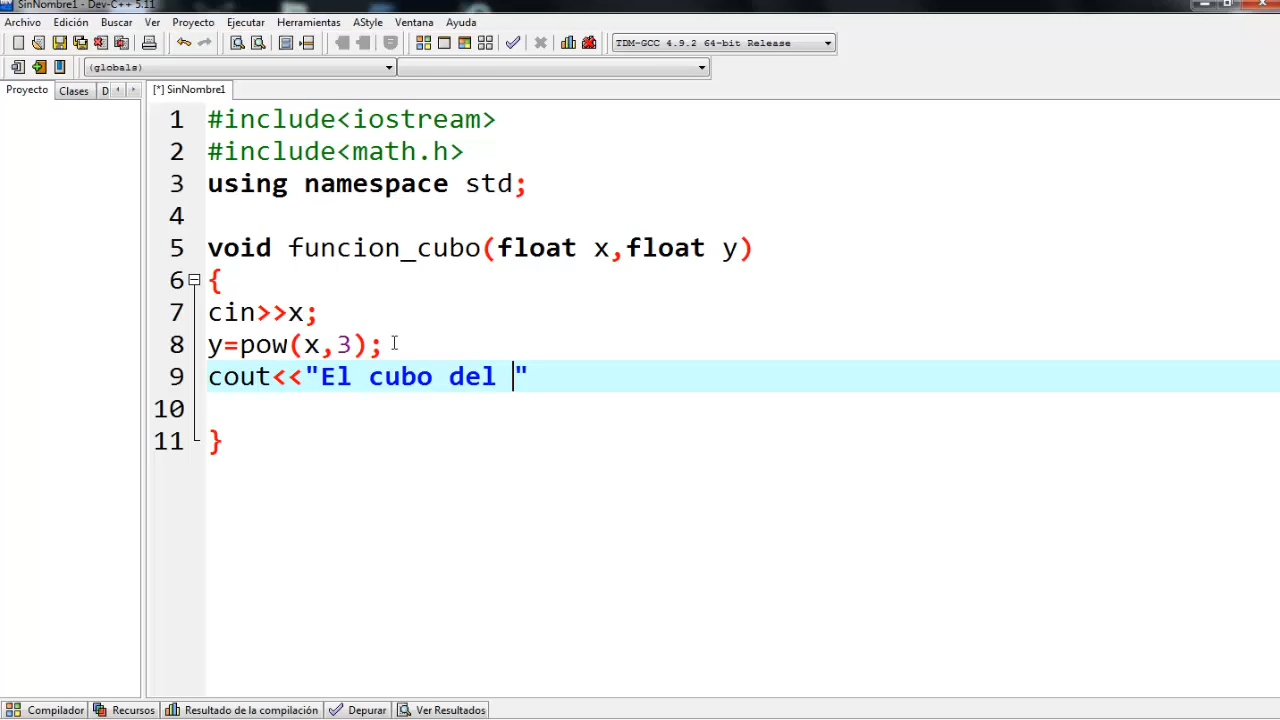 SinNombre1 - Dev-C++ 5.11
Archivo Edición Buscar Ver Proyecto Ejecutar Herramientas AStyle Ventana Ayuda
TDM-GCC 4.9.2 64-bit Release
(globals)
Proyecto Clases D
[*] SinNombre1
1 #include<iostream>
2 #include<math.h>
3 using namespace std;
4
5 void funcion_cubo(float x,float y)
6 {
7 cin>>x;
8 y=pow(x,3);
9 cout<<"El cubo del "
10
11 }
Compilador Recursos Resultado de la compilación Depurar Ver Resultados